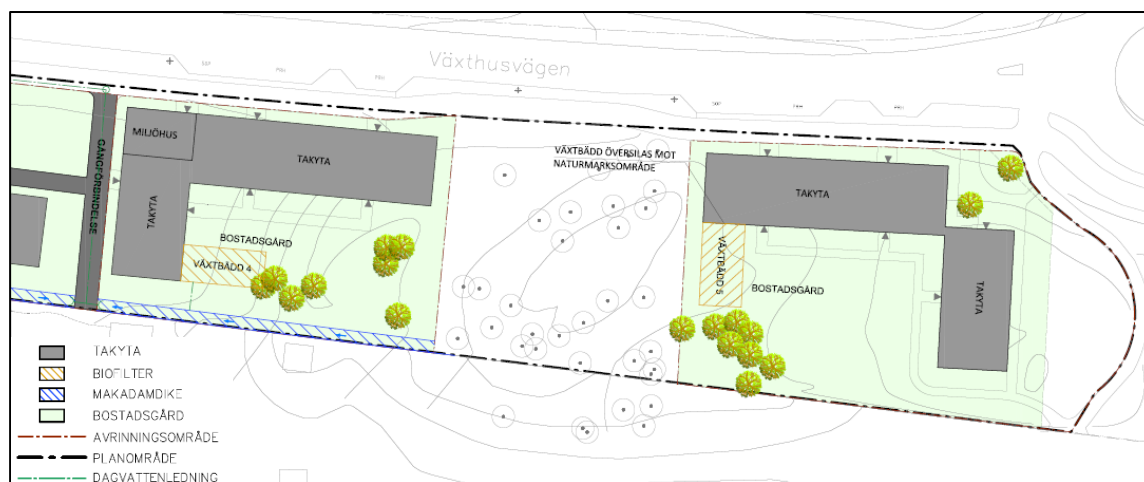 Växthusvägen
MILJÖHUS
TAKYTA
TAKYTA
GÅNGFÖRBINDELSE
BOSTADSGÅRD
VÄXTBÄDD 4
VÄXTBÄDD ÖVERSILAS MOT
NATURMARKSOMRÅDE
TAKYTA
VÄXTBÄDD 5
BOSTADSGÅRD
TAKYTA
TAKYTA
BIOFILTER
MAKADAMDIKE
BOSTADSGÅRD
AVRINNINGSOMRÅDE
PLANOMRÅDE
DAGVATTENLEDNING